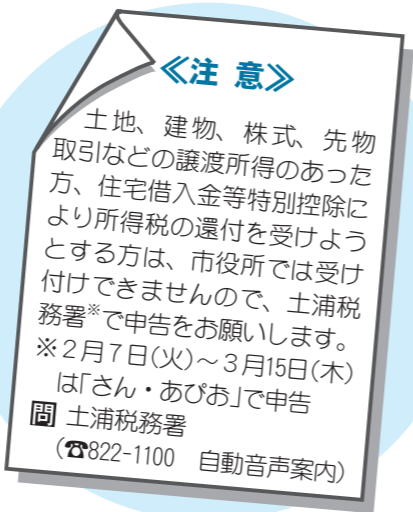 ≪注 意≫
土地、建物、株式、先物
取引などの譲渡所得のあった
方、住宅借入金等特別控除に
より所得税の還付を受けよう
とする方は、市役所では受け
付けできませんので、土浦税
務署※で申告をお願いします。
※２月７日(火)～３月15日(木)
は「さん・あぴお」で申告
問 土浦税務署
(☎822-1100 自動音声案内)